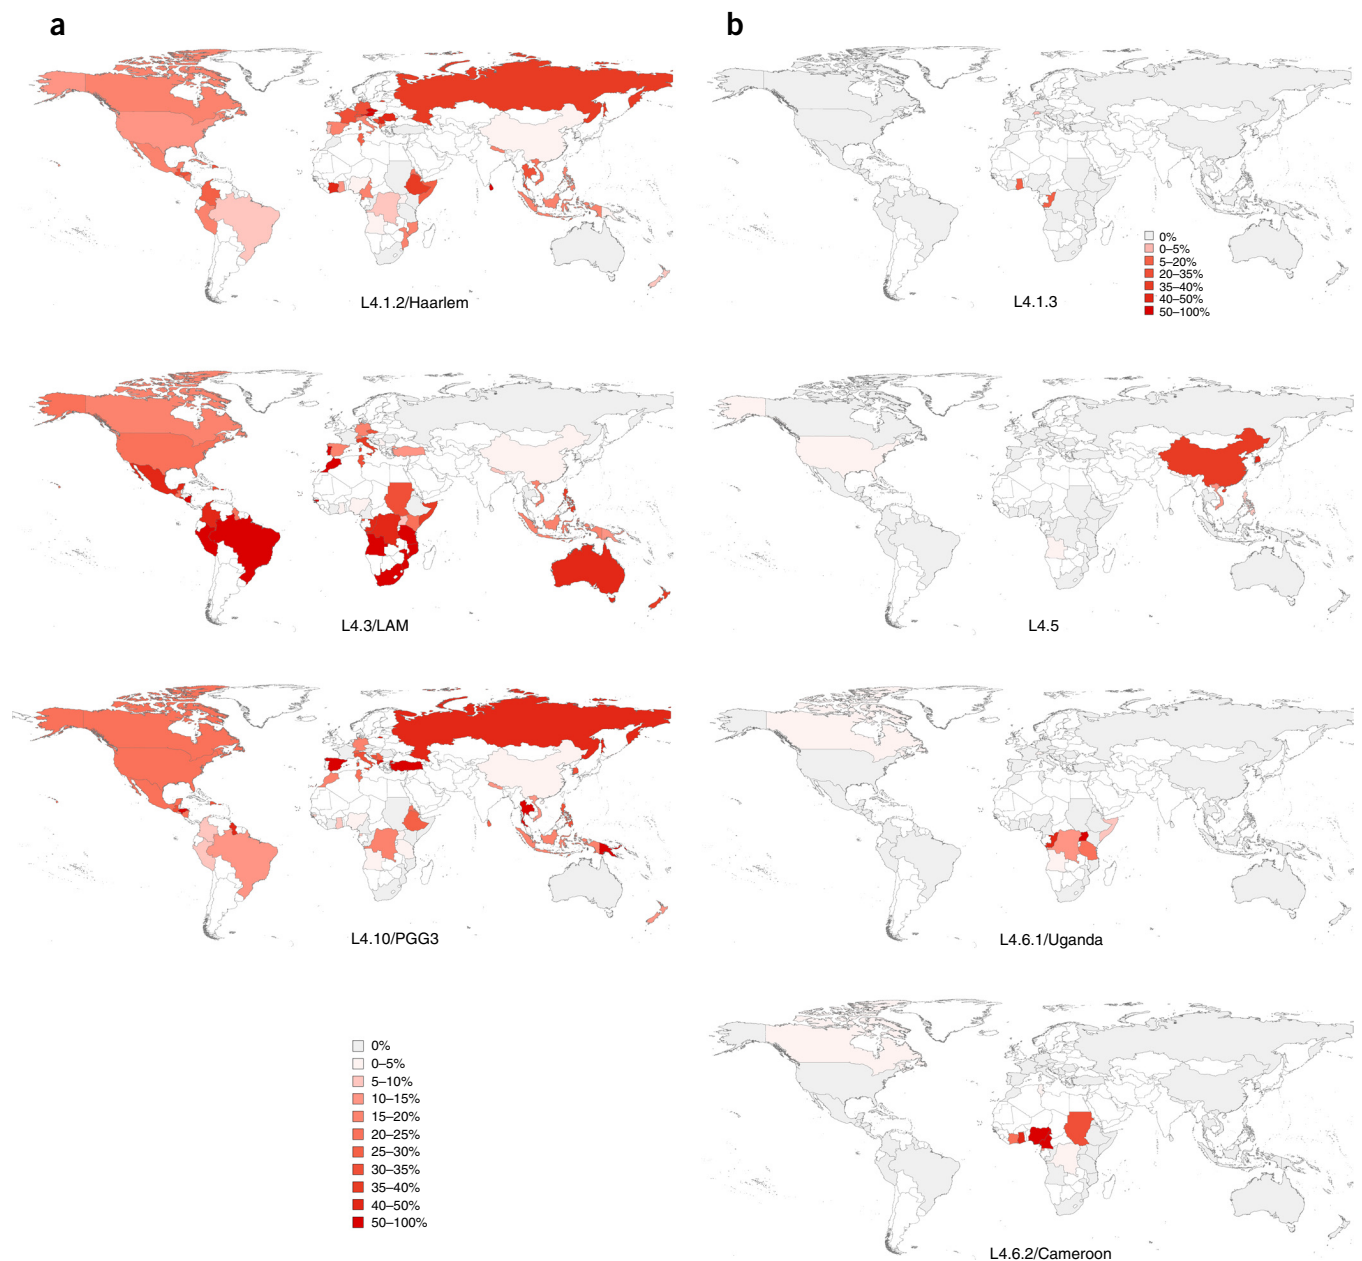 a
b
L4.1.2/Haarlem
0%
0–5%
5–20%
20–35%
35–40%
40–50%
50–100%
L4.1.3
L4.3/LAM
L4.5
L4.10/PGG3
L4.6.1/Uganda
0%
0–5%
5–10%
10–15%
15–20%
20–25%
25–30%
30–35%
35–40%
40–50%
50–100%
L4.6.2/Cameroon